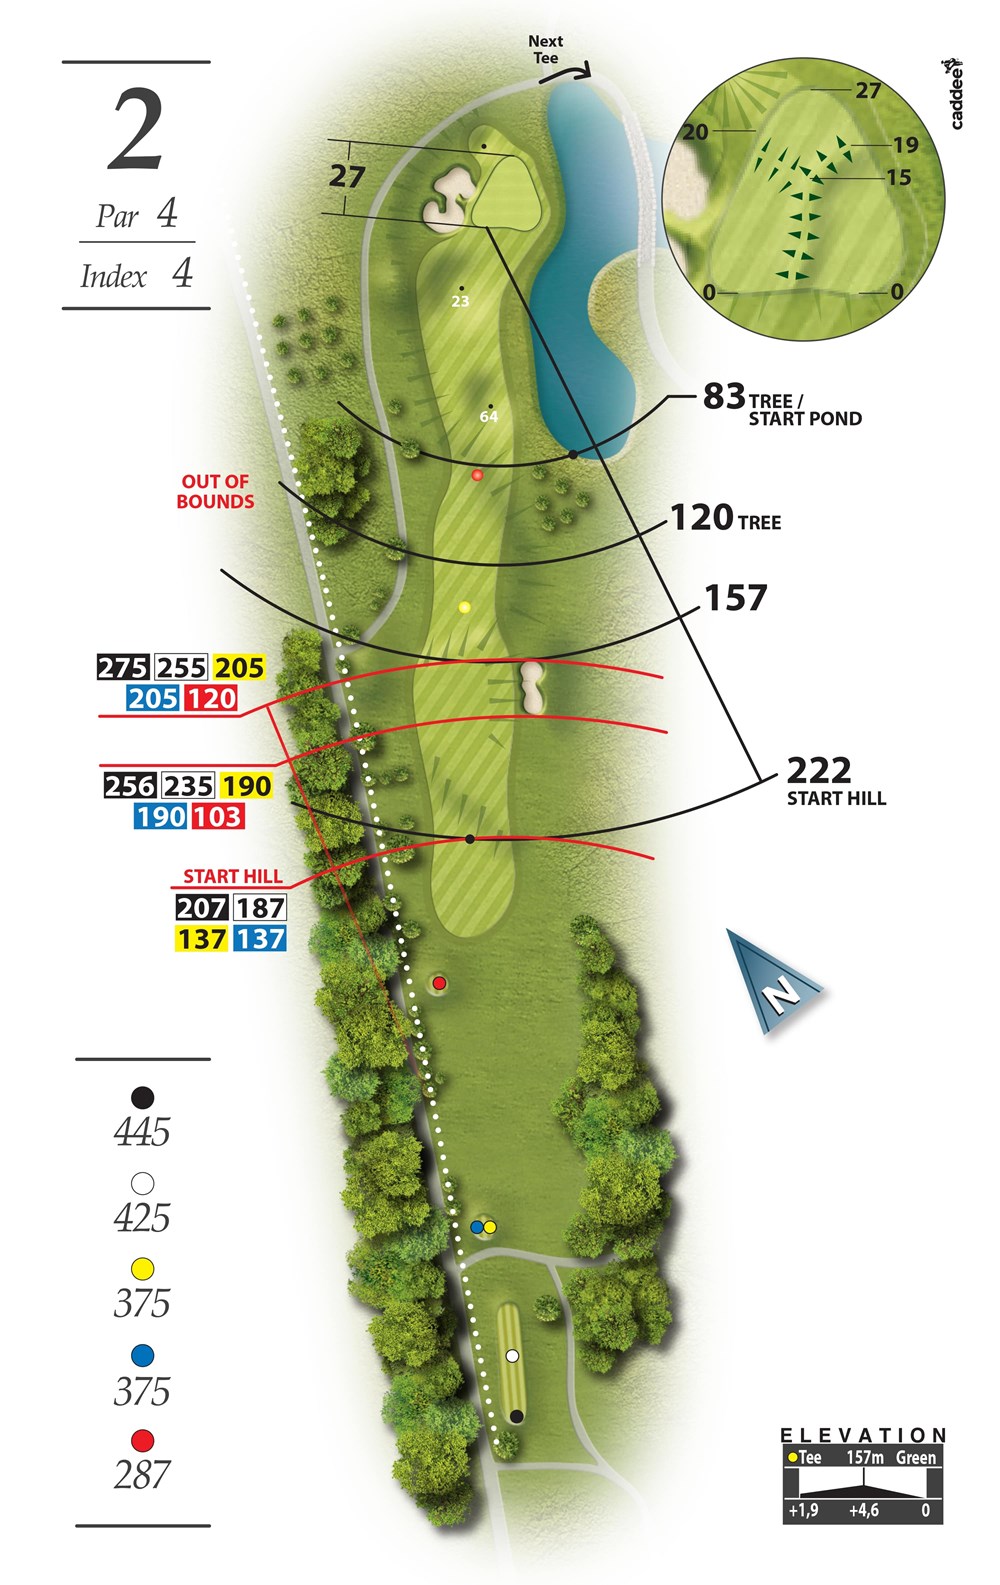 Next
Tee
caddee
2
Par 4
Index 4
27
27
20
19
15
0
0
23
64
83 TREE /
START POND
OUT OF
BOUNDS
120 TREE
157
275 255 205
205 120
256 235 190
190 103
222
START HILL
START HILL
207 187
137 137
N
445
425
375
375
287
ELEVATION
Tee 157m Green
+1,9 +4,6 0